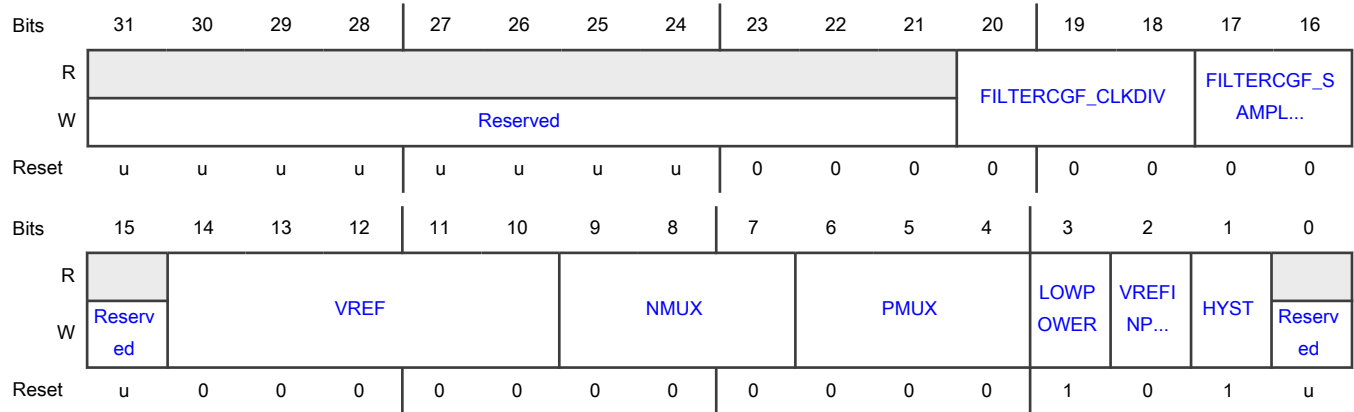 Bits 31 30 29 28 27 26 25 24 23 22 21 20 19 18 17 16
R
FILTERCGF_CLKDIV
FILTERCGF_S
AMPL...
W Reserved
Reset u u u u u u u u 0 0 0 0 0 0 0 0
Bits 15 14 13 12 11 10 9 8 7 6 5 4 3 2 1 0
R
VREF NMUX PMUX
LOWP
OWER
VREFI
NP...
HYST
W
Reserv
ed
Reserv
ed
Reset u 0 0 0 0 0 0 0 0 0 0 0 1 0 1 u